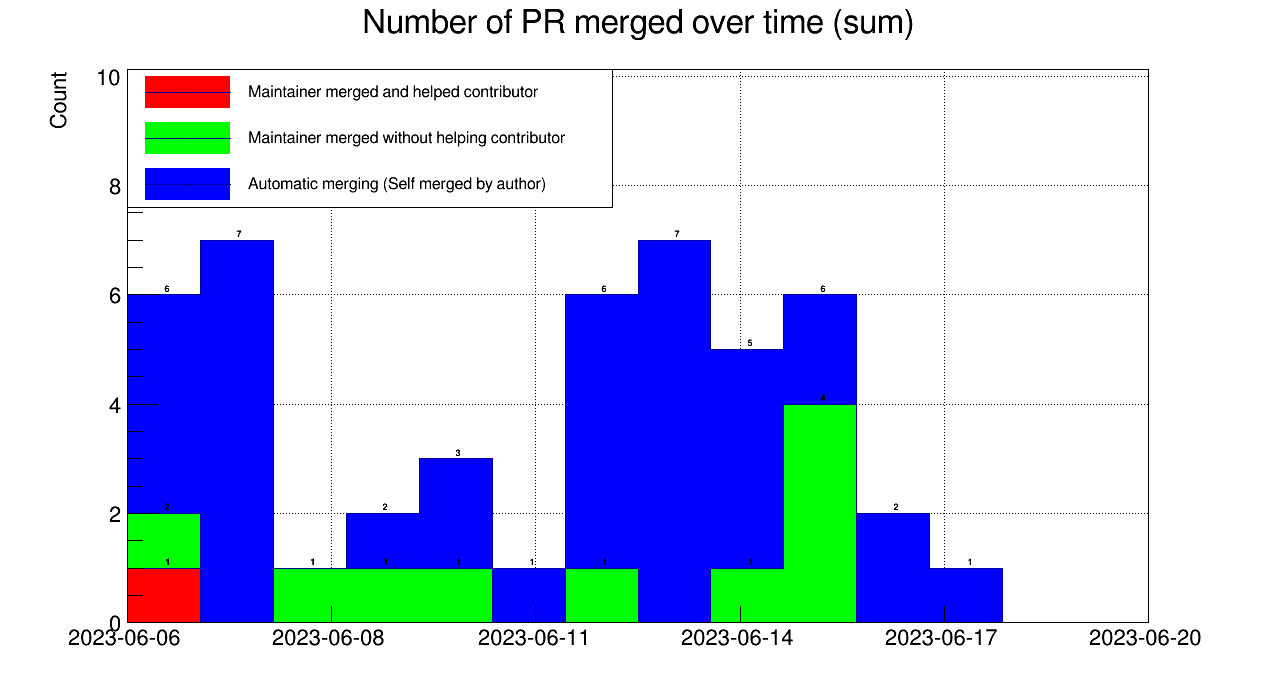 Number of PR merged over time (sum)
Count
10
8
6
4
2
0
Maintainer merged and helped contributor
Maintainer merged without helping contributor
Automatic merging (Self merged by author)
6 7 1 2 3 1 6 7 5 6 2 1
2 1 1 1 1 4
1
2023-06-06 2023-06-08 2023-06-11 2023-06-14 2023-06-17 2023-06-20